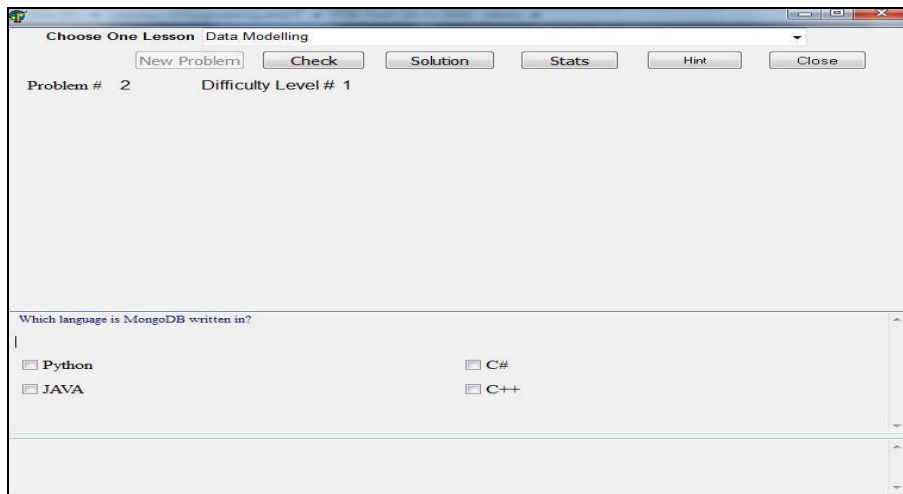 Choose One Lesson Data Modelling
New Problem Check Solution Stats Hint Close
Problem # 2 Difficulty Level # 1
Which language is MongoDB written in?
Python C#
JAVA C++